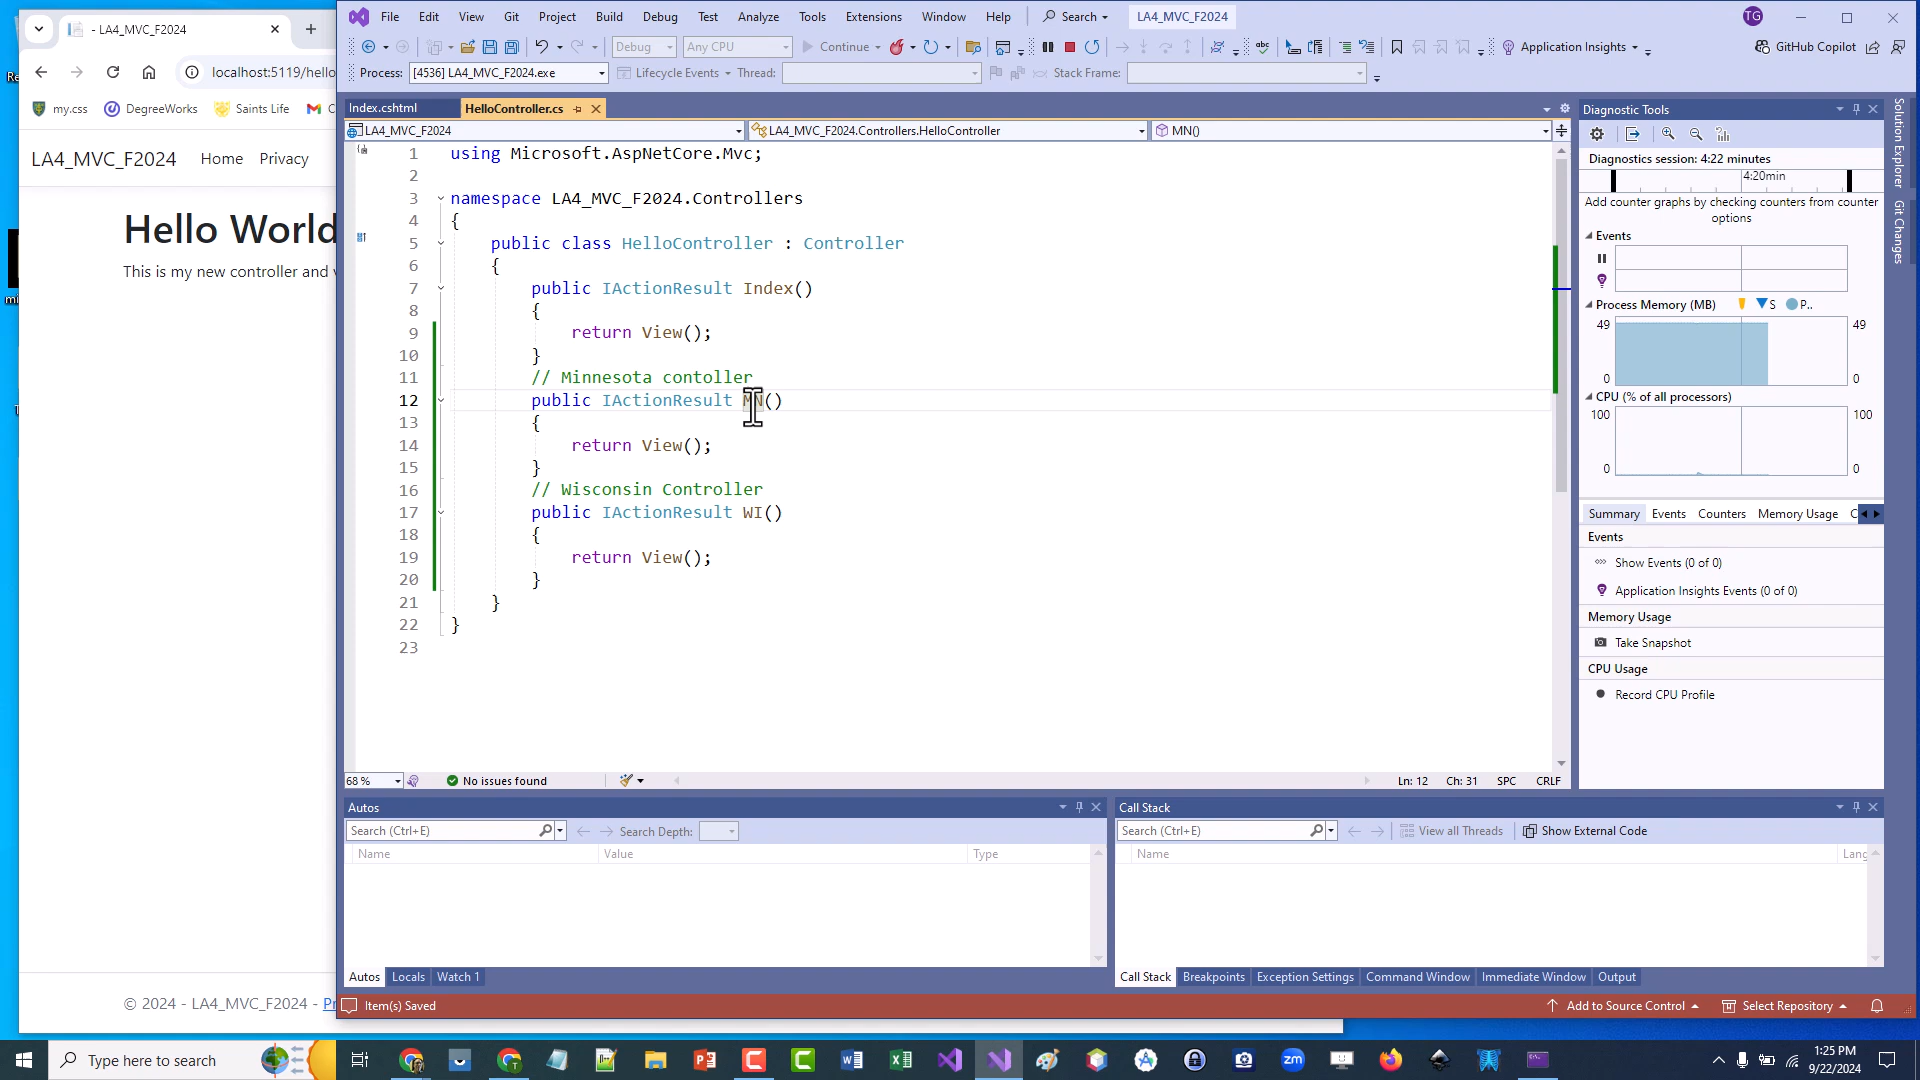 - LA4_MVC_F2024
localhost:5119/hello
my.css
DegreeWorks
Saints Life
LA4_MVC_F2024
Home
Privacy
Hello World
This is my new controller and
© 2024 - LA4_MVC_F2024 -
File Edit View Git Project Build Debug Test Analyze Tools Extensions Window Help
Search
LA4_MVC_F2024
TG
Debug
Any CPU
Continue
Application Insights
GitHub Copilot
Process:
[4536] LA4_MVC_F2024.exe
Lifecycle Events
Thread:
Stack Frame:
Index.cshtml
HelloController.cs
LA4_MVC_F2024
LA4_MVC_F2024.Controllers.HelloController
MN()
1 using Microsoft.AspNetCore.Mvc;
2
3 namespace LA4_MVC_F2024.Controllers
4 {
5 public class HelloController : Controller
6 {
7 public IActionResult Index()
8 {
9 return View();
10 }
11 // Minnesota contoller
12 public IActionResult MN()
13 {
14 return View();
15 }
16 // Wisconsin Controller
17 public IActionResult WI()
18 {
19 return View();
20 }
21 }
22 }
23
68 %
No issues found
Ln: 12
Ch: 31
SPC
CRLF
Diagnostic Tools
Diagnostics session: 4:22 minutes
4:20min
Add counter graphs by checking counters from counter
options
Events
Process Memory (MB)
S
P..
49
49
0
0
CPU (% of all processors)
100
100
0
0
Summary
Events
Counters
Memory Usage
C
Events
Show Events (0 of 0)
Application Insights Events (0 of 0)
Memory Usage
Take Snapshot
CPU Usage
Record CPU Profile
Solution Explorer
Git Changes
Autos
Search (Ctrl+E)
Search Depth:
Name
Value
Type
Autos
Locals
Watch 1
Call Stack
Search (Ctrl+E)
View all Threads
Show External Code
Name
Lang
Call Stack
Breakpoints
Exception Settings
Command Window
Immediate Window
Output
Item(s) Saved
Add to Source Control
Select Repository
Type here to search
zm
1:25 PM
9/22/2024